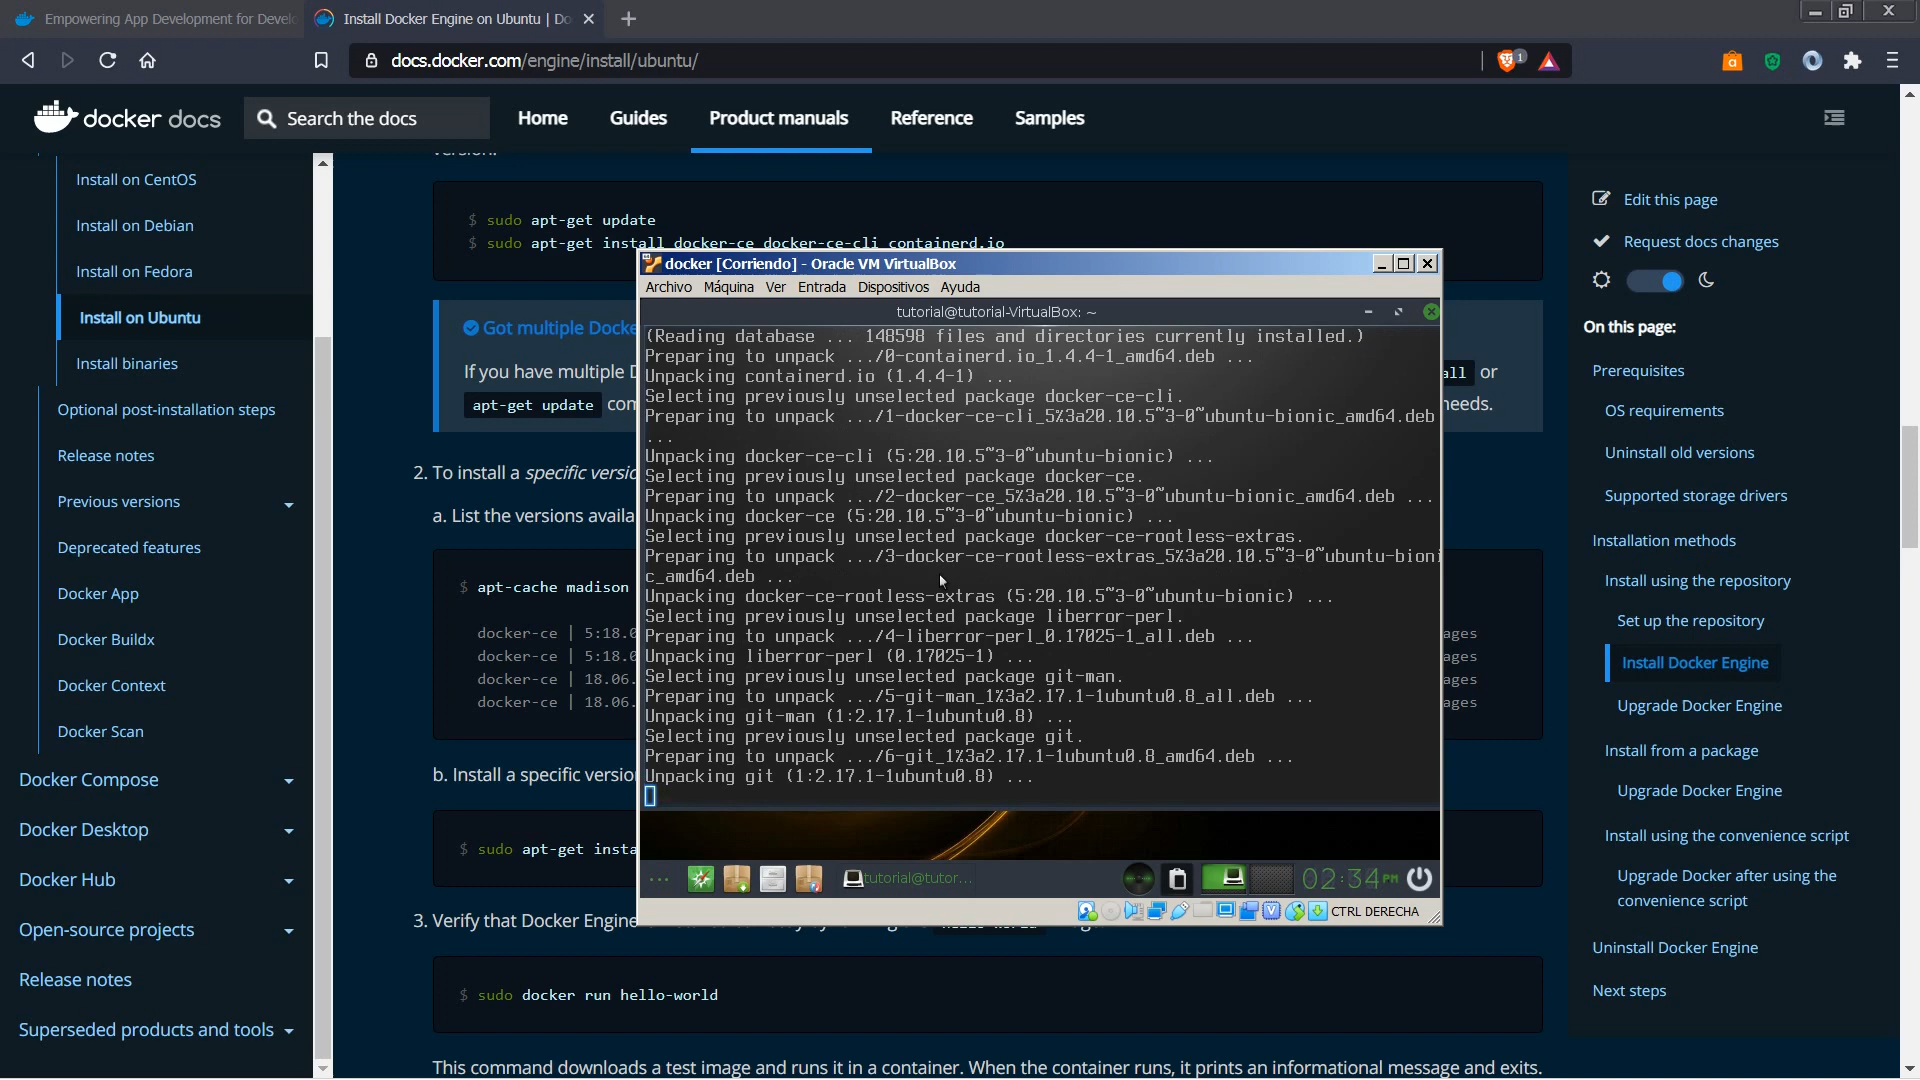 Empowering App Development for Devel
Install Docker Engine on Ubuntu | Do
docs.docker.com/engine/install/ubuntu/
1
docker docs
Search the docs
Home
Guides
Product manuals
Reference
Samples
Install on CentOS
Install on Debian
Install on Fedora
Install on Ubuntu
Install binaries
Optional post-installation steps
Release notes
Previous versions
Deprecated features
Docker App
Docker Buildx
Docker Context
Docker Scan
Docker Compose
Docker Desktop
Docker Hub
Open-source projects
Release notes
Superseded products and tools
version.
$ sudo apt-get update
$ sudo apt-get install docker-ce docker-ce-cli containerd.io
Got multiple Docke
If you have multiple D
all or
apt-get update com
needs.
2. To install a specific versio
a. List the versions availa
$ apt-cache madison
docker-ce | 5:18.0
ages
docker-ce | 5:18.0
ages
docker-ce | 18.06.
ages
docker-ce | 18.06.
ages
b. Install a specific versio
$ sudo apt-get insta
3. Verify that Docker Engine
$ sudo docker run hello-world
This command downloads a test image and runs it in a container. When the container runs, it prints an informational message and exits.
docker [Corriendo] - Oracle VM VirtualBox
Archivo Máquina Ver Entrada Dispositivos Ayuda
tutorial@tutorial-VirtualBox: ~
(Reading database ... 148598 files and directories currently installed.)
Preparing to unpack .../0-containerd.io_1.4.4-1_amd64.deb ...
Unpacking containerd.io (1.4.4-1) ...
Selecting previously unselected package docker-ce-cli.
Preparing to unpack .../1-docker-ce-cli_5%3a20.10.5~3-0~ubuntu-bionic_amd64.deb
...
Unpacking docker-ce-cli (5:20.10.5~3-0~ubuntu-bionic) ...
Selecting previously unselected package docker-ce.
Preparing to unpack .../2-docker-ce_5%3a20.10.5~3-0~ubuntu-bionic_amd64.deb ...
Unpacking docker-ce (5:20.10.5~3-0~ubuntu-bionic) ...
Selecting previously unselected package docker-ce-rootless-extras.
Preparing to unpack .../3-docker-ce-rootless-extras_5%3a20.10.5~3-0~ubuntu-bioni
c_amd64.deb ...
Unpacking docker-ce-rootless-extras (5:20.10.5~3-0~ubuntu-bionic) ...
Selecting previously unselected package liberror-perl.
Preparing to unpack .../4-liberror-perl_0.17025-1_all.deb ...
Unpacking liberror-perl (0.17025-1) ...
Selecting previously unselected package git-man.
Preparing to unpack .../5-git-man_1%3a2.17.1-1ubuntu0.8_all.deb ...
Unpacking git-man (1:2.17.1-1ubuntu0.8) ...
Selecting previously unselected package git.
Preparing to unpack .../6-git_1%3a2.17.1-1ubuntu0.8_amd64.deb ...
Unpacking git (1:2.17.1-1ubuntu0.8) ...
tutorial@tutor...
02:34 PM
CTRL DERECHA
Edit this page
Request docs changes
On this page:
Prerequisites
OS requirements
Uninstall old versions
Supported storage drivers
Installation methods
Install using the repository
Set up the repository
Install Docker Engine
Upgrade Docker Engine
Install from a package
Upgrade Docker Engine
Install using the convenience script
Upgrade Docker after using the
convenience script
Uninstall Docker Engine
Next steps